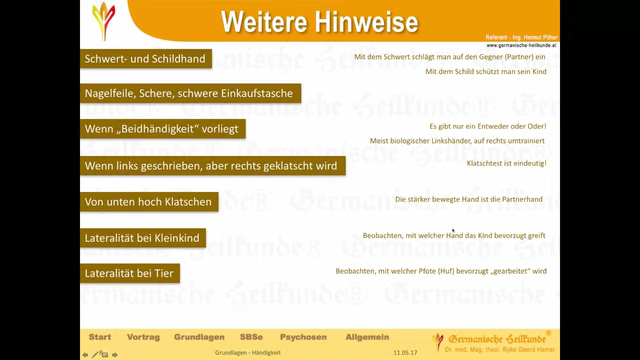 Weitere Hinweise
Referent - Ing. Helmut Pilhar
www.germanische-heilkunde.at
Schwert- und Schildhand
Mit dem Schwert schlägt man auf den Gegner (Partner) ein
Mit dem Schild schützt man sein Kind
Nagelfeile, Schere, schwere Einkaufstasche
Wenn „Beidhändigkeit“ vorliegt
Es gibt nur ein Entweder oder Oder!
Meist biologischer Linkshänder, auf rechts umtrainiert
Wenn links geschrieben, aber rechts geklatscht wird
Klatschtest ist eindeutig!
Von unten hoch Klatschen
Die stärker bewegte Hand ist die Partnerhand
Lateralität bei Kleinkind
Beobachten, mit welcher Hand das Kind bevorzugt greift
Lateralität bei Tier
Beobachten, mit welcher Pfote (Huf) bevorzugt „gearbeitet“ wird
Start Vortrag Grundlagen SBSe Psychosen Allgemein
Germanische Heilkunde®
Dr. med. Mag. theol. Ryke Geerd Hamer
Grundlagen - Händigkeit 11.05.17